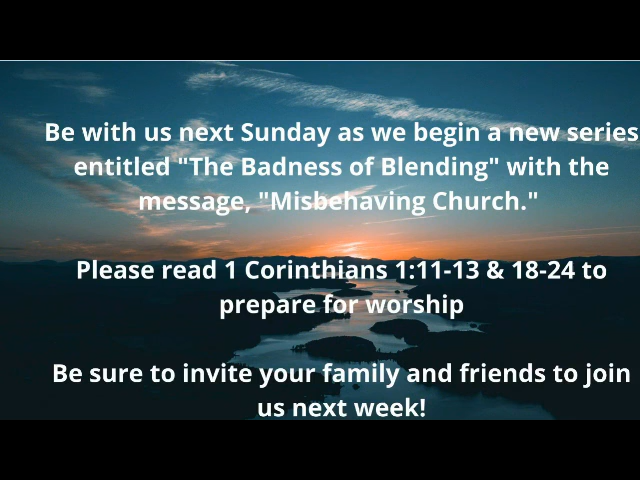 Be with us next Sunday as we begin a new series
entitled "The Badness of Blending" with the
message, "Misbehaving Church."
Please read 1 Corinthians 1:11-13 & 18-24 to
prepare for worship
Be sure to invite your family and friends to join
us next week!